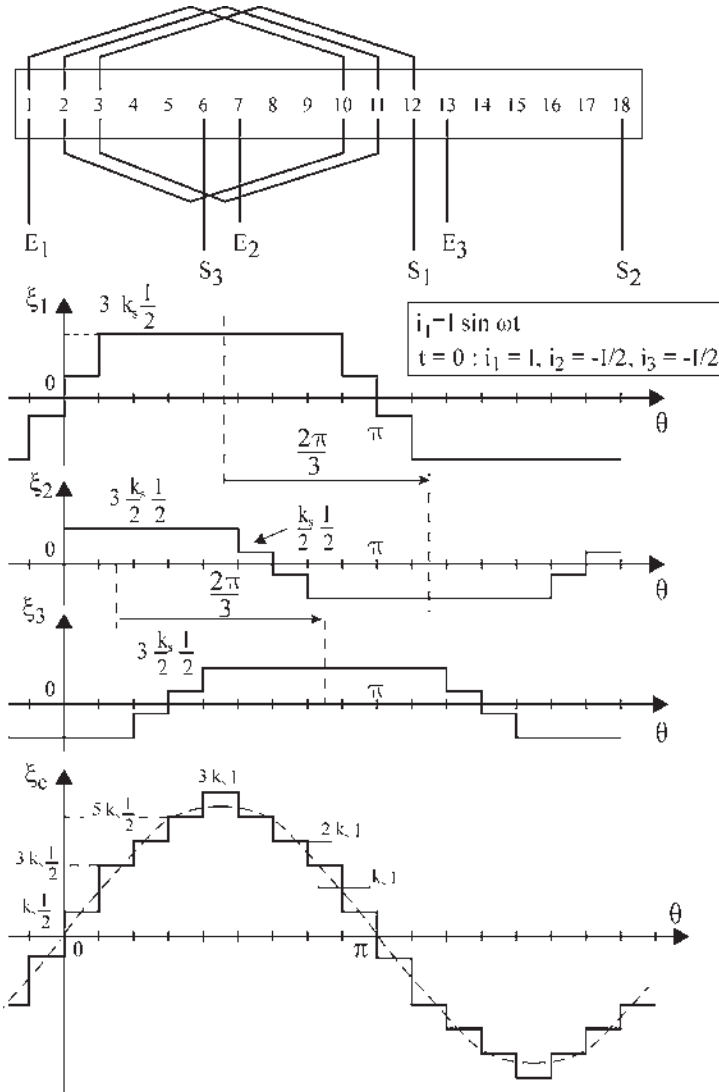 1 2 3 4 5 6 7 8 9 10 11 12 13 14 15 16 17 18
E1 S3 E2 S1 E3 S2
ξ1
3 ks I/2
0
π
θ
i1=I sin ωt
t = 0 : i1 = I, i2 = -I/2, i3 = -I/2
2π/3
ξ2
3 ks/2 I/2
ks/2 I/2
0
π
θ
2π/3
ξ3
3 ks/2 I/2
0
π
θ
ξe
3 ks I
5 ks I/2
2 ks I
3 ks I/2
ks I
ks I/2
0
π
θ